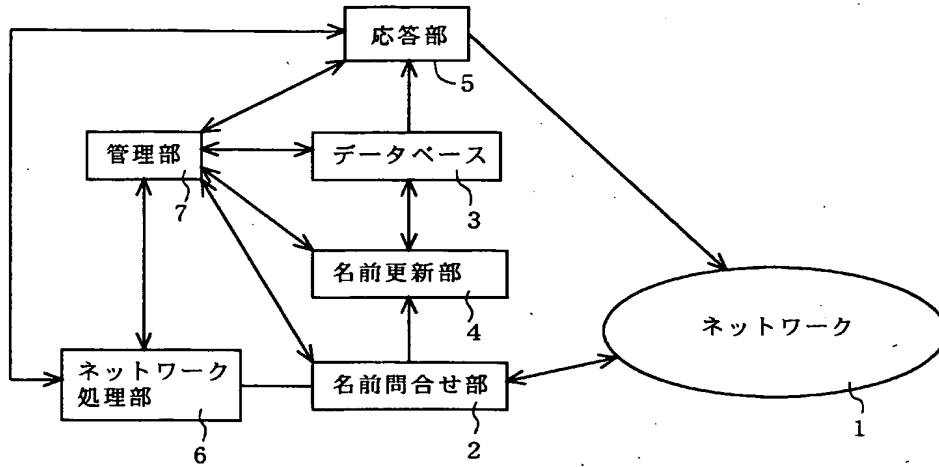 応答部
5
管理部
7
データベース
3
名前更新部
4
ネットワーク
1
ネットワーク
処理部
6
名前問合せ部
2